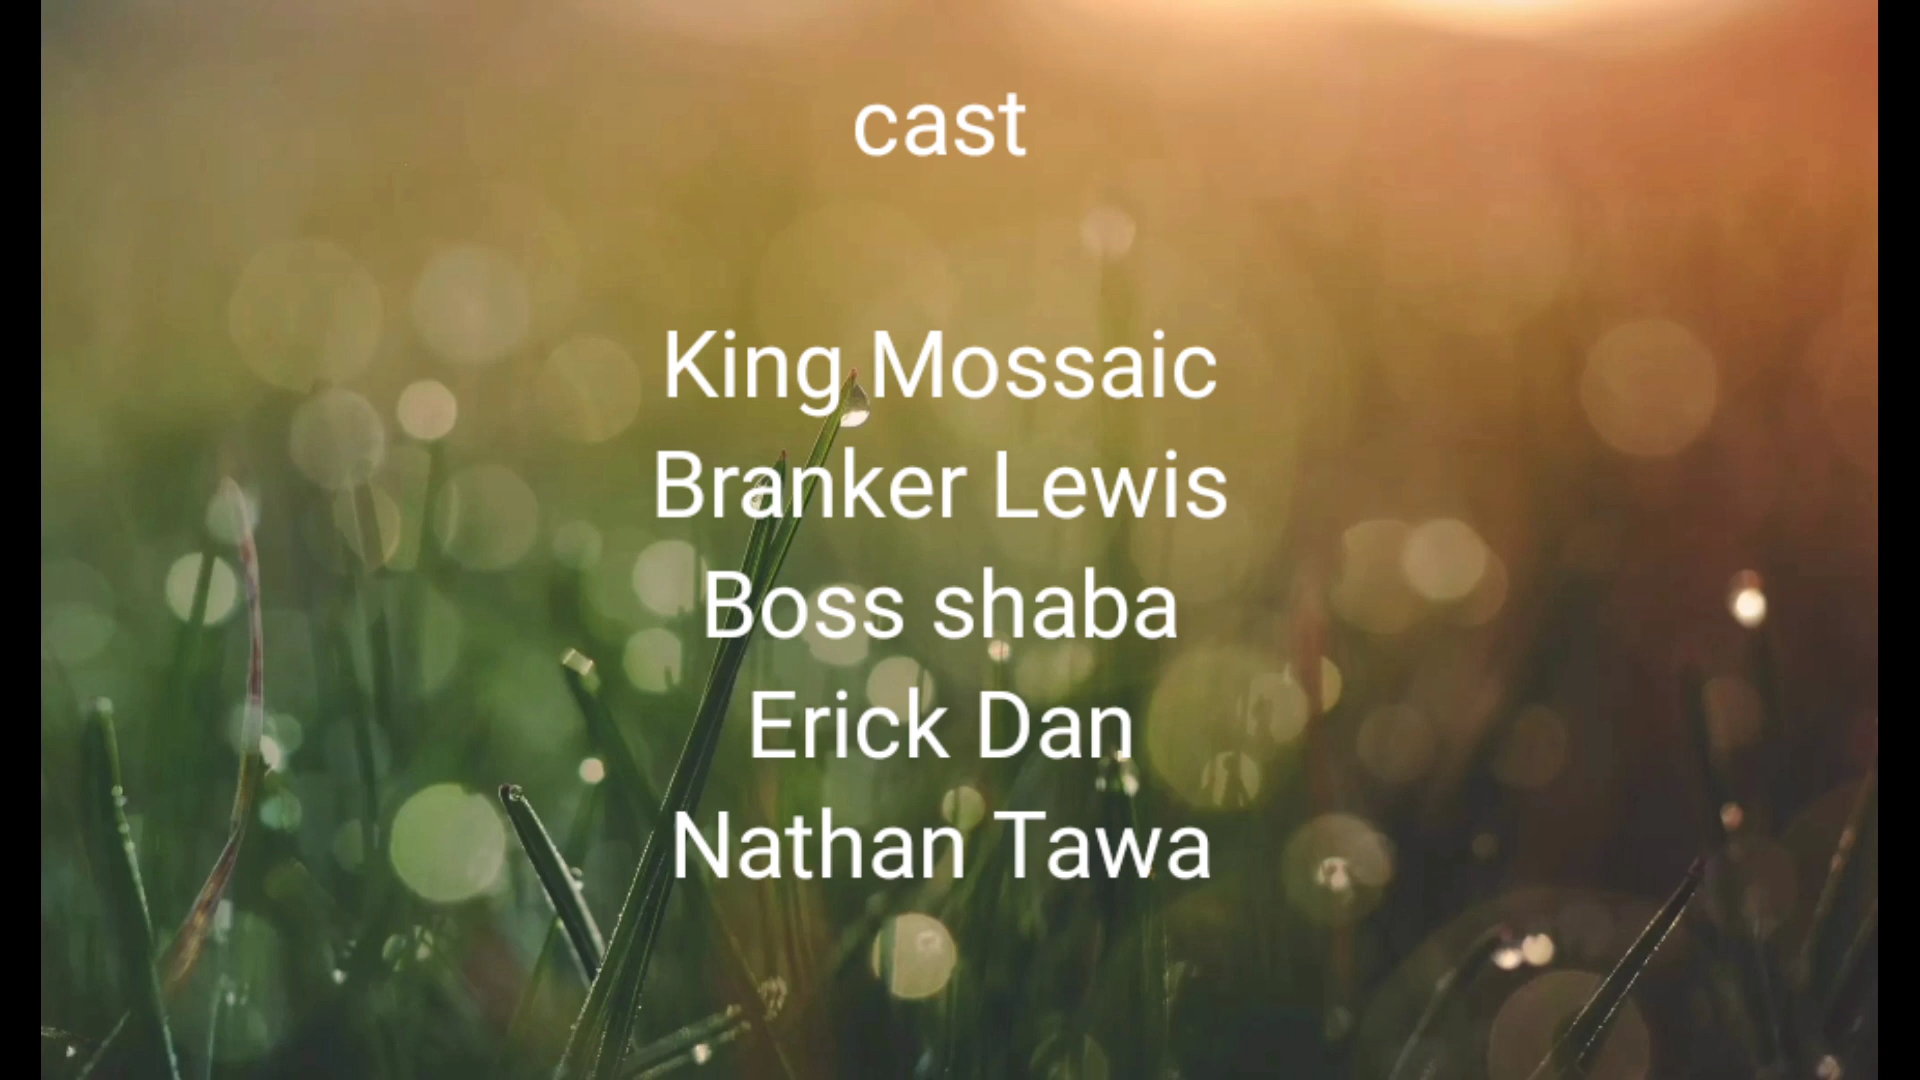 cast
King Mossaic
Branker Lewis
Boss shaba
Erick Dan
Nathan Tawa